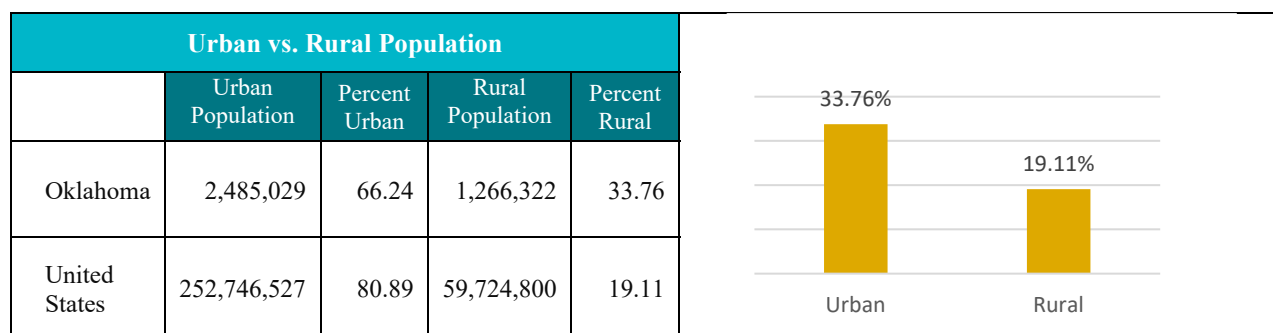 Urban vs. Rural Population
Urban Population Percent Urban Rural Population Percent Rural
Oklahoma 2,485,029 66.24 1,266,322 33.76
United States 252,746,527 80.89 59,724,800 19.11
33.76%
19.11%
Urban Rural